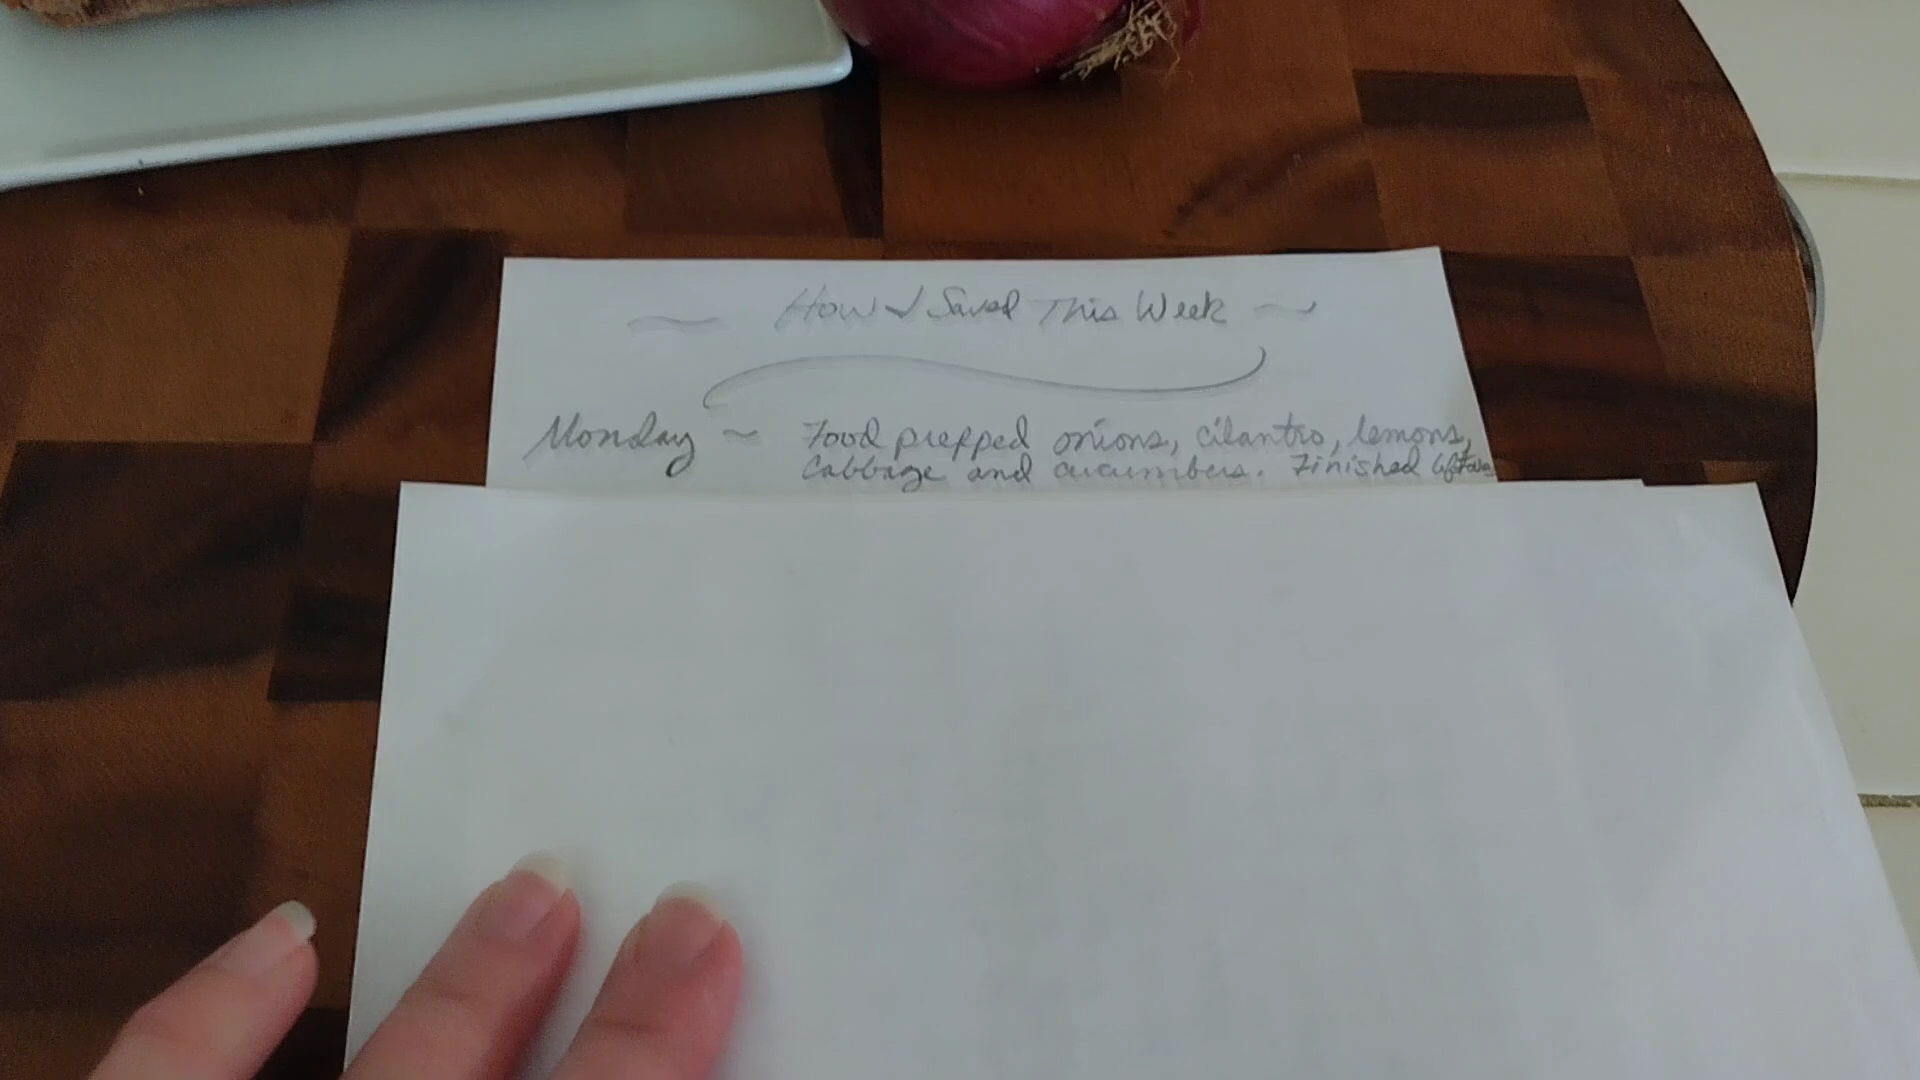 ~ How I Saved This Week ~
Monday ~ Food prepped onions, cilantro, lemons,
Cabbage and cucumbers. Finished